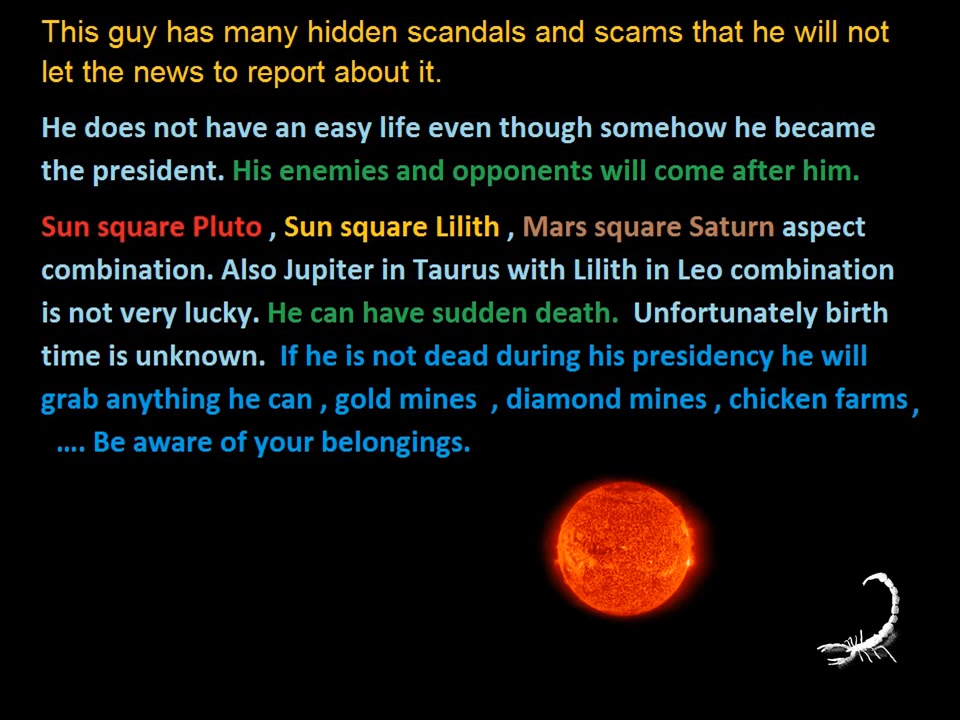 This guy has many hidden scandals and scams that he will not
let the news to report about it.
He does not have an easy life even though somehow he became
the president. His enemies and opponents will come after him.
Sun square Pluto , Sun square Lilith , Mars square Saturn aspect
combination. Also Jupiter in Taurus with Lilith in Leo combination
is not very lucky. He can have sudden death.  Unfortunately birth
time is unknown.  If he is not dead during his presidency he will
grab anything he can , gold mines  , diamond mines , chicken farms ,
.... Be aware of your belongings.